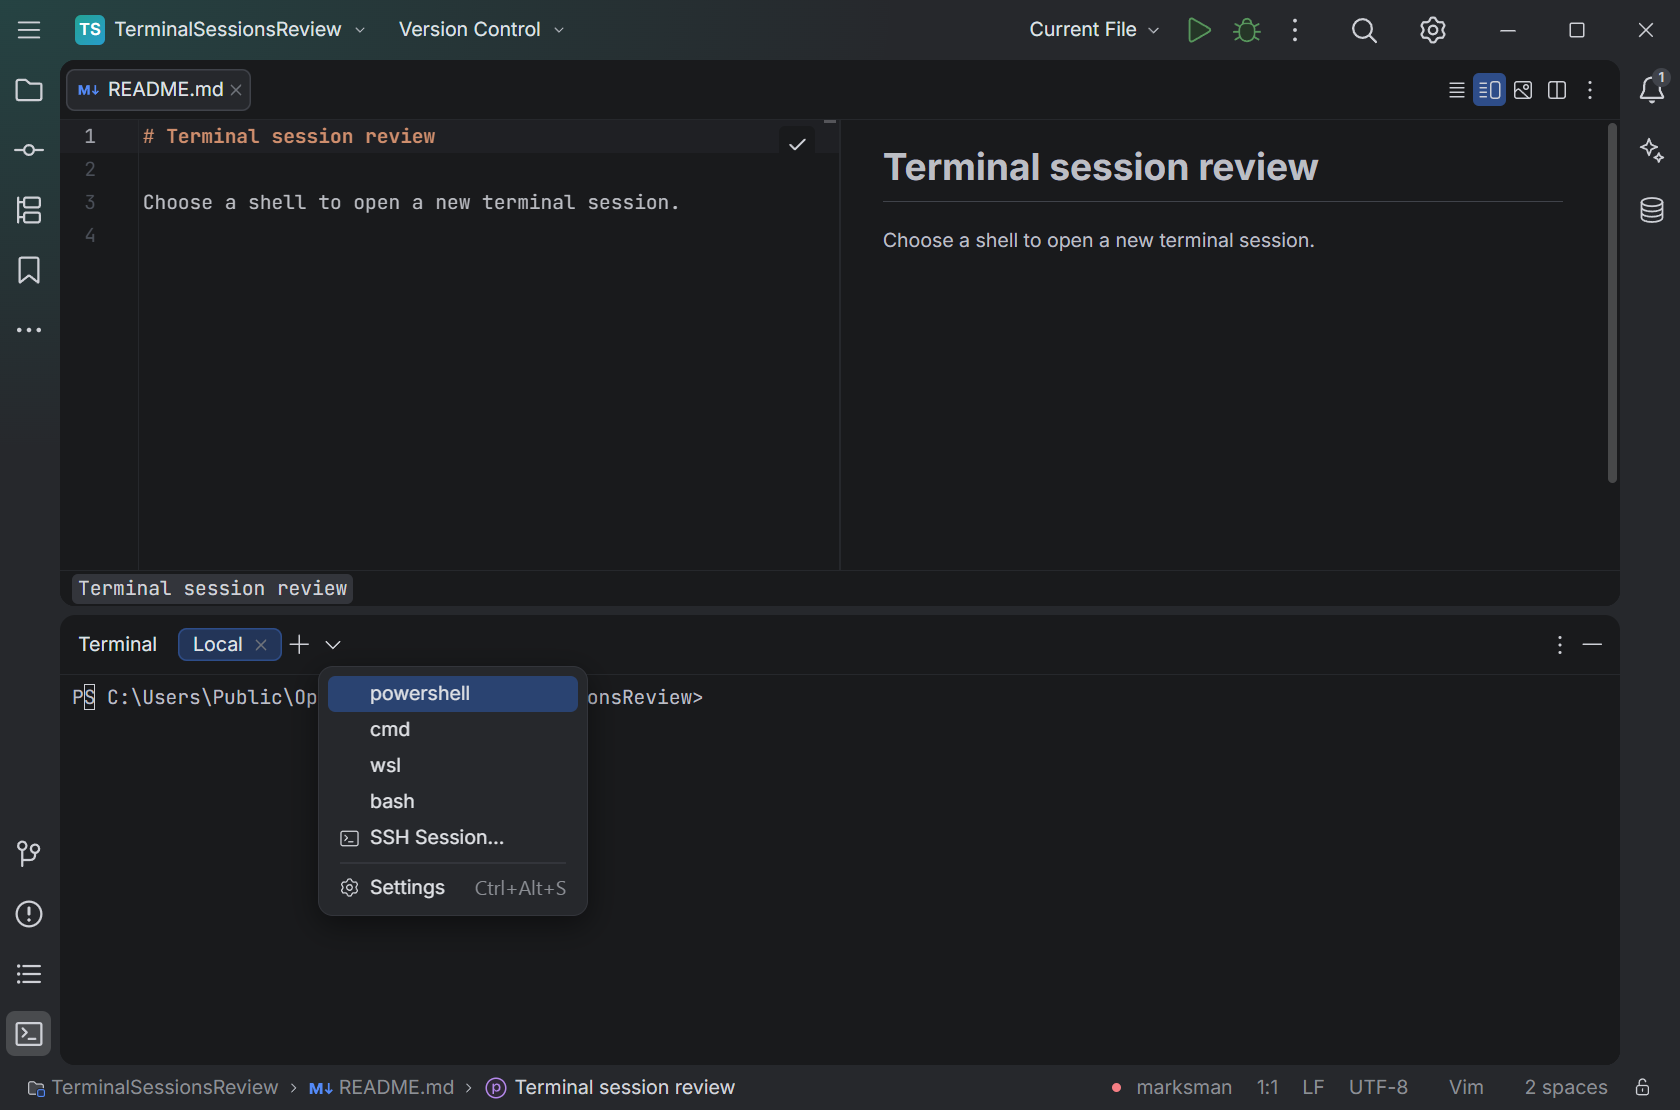 TS TerminalSessionsReview Version Control Current File
M↓ README.md
1
1 # Terminal session review
2
3 Choose a shell to open a new terminal session.
4
Terminal session review
Choose a shell to open a new terminal session.
Terminal session review
Terminal Local
PS C:\Users\Public\Op onsReview>
powershell
cmd
wsl
bash
SSH Session...
Settings Ctrl+Alt+S
TerminalSessionsReview › M↓ README.md › p Terminal session review marksman 1:1 LF UTF-8 Vim 2 spaces